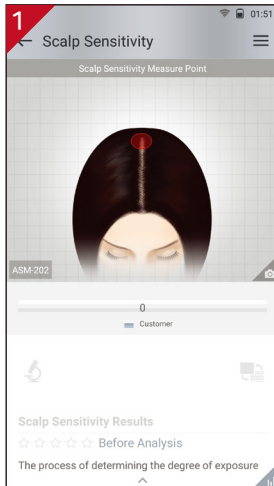 1
01:51
← Scalp Sensitivity
Scalp Sensitivity Measure Point
ASM-202
0
Customer
Scalp Sensitivity Results
☆ ☆ ☆ ☆ ☆ Before Analysis
The process of determining the degree of exposure